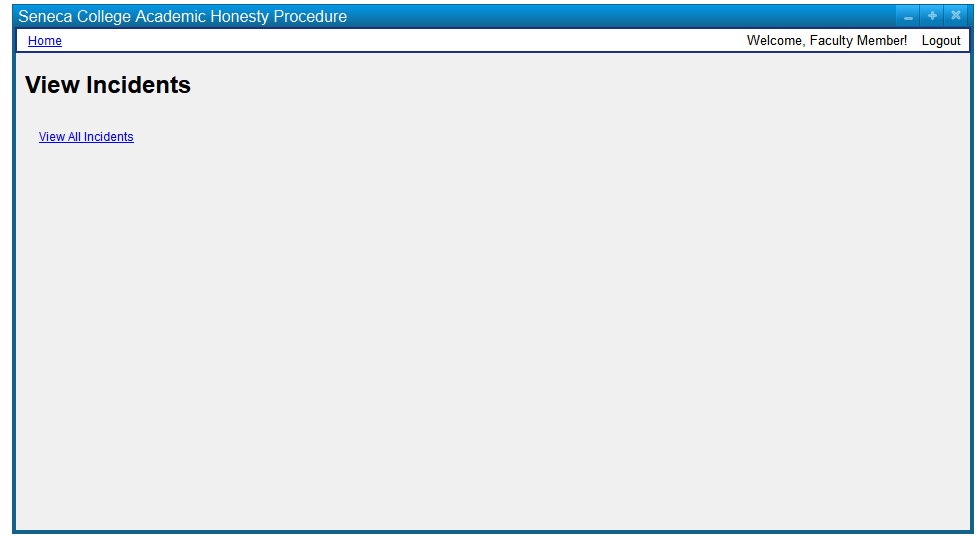 Seneca College Academic Honesty Procedure
Home Welcome, Faculty Member! Logout
View Incidents
View All Incidents